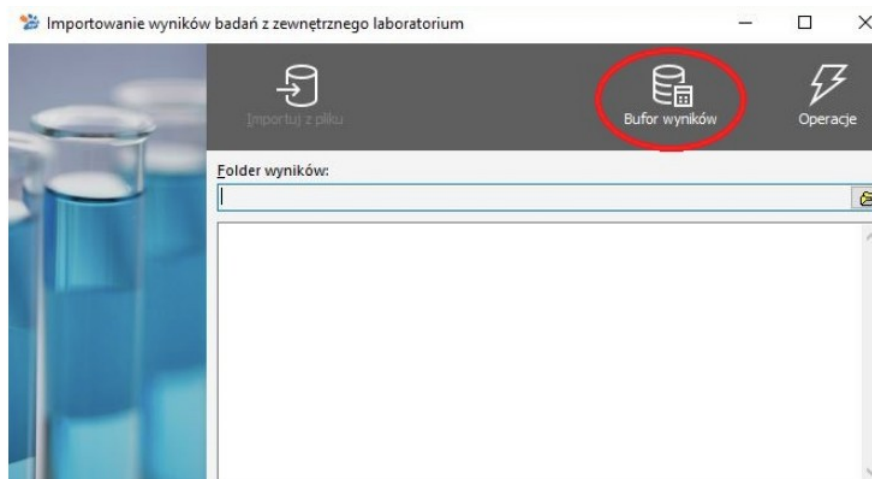 Importowanie wyników badań z zewnętrznego laboratorium
Importuj z pliku
Bufor wyników
Operacje
Folder wyników: